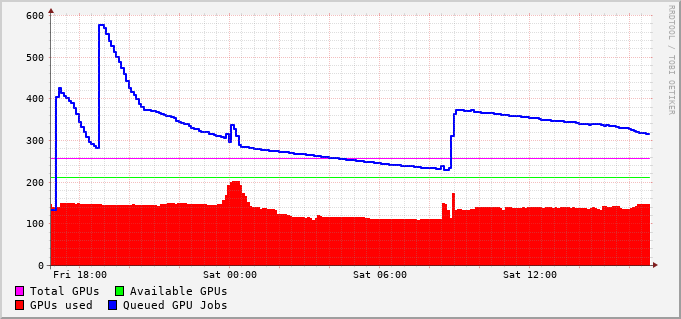 600
500
400
300
200
100
0
Fri 18:00 Sat 00:00 Sat 06:00 Sat 12:00
Total GPUs Available GPUs
GPUs used Queued GPU Jobs
RRDTOOL / TOBI OETIKER